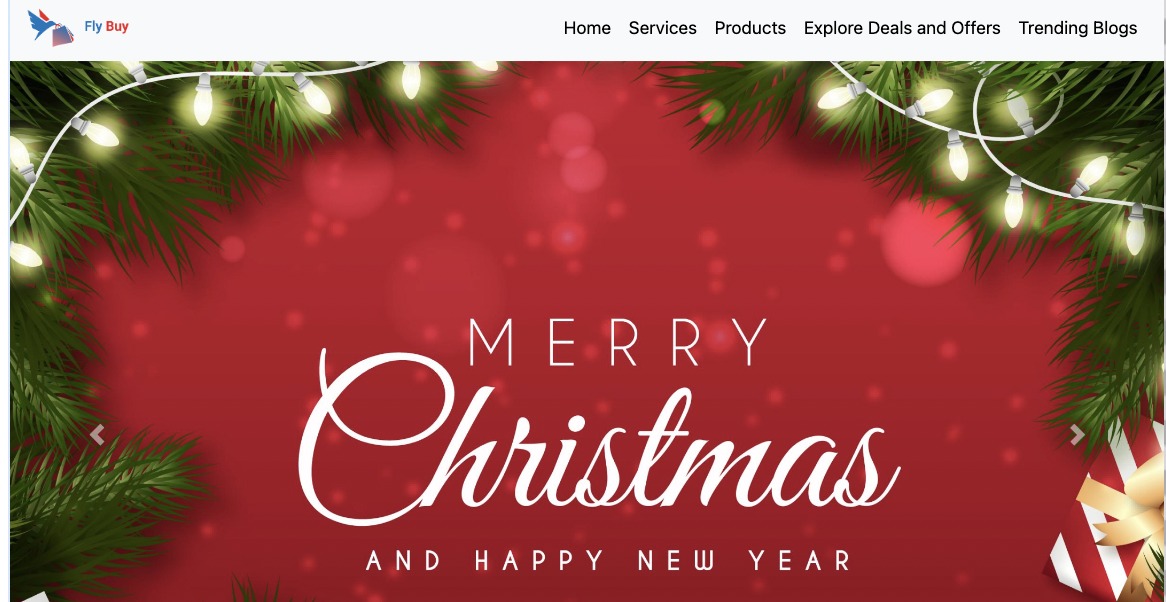 Fly Buy Home Services Products Explore Deals and Offers Trending Blogs
MERRY
Christmas
AND HAPPY NEW YEAR